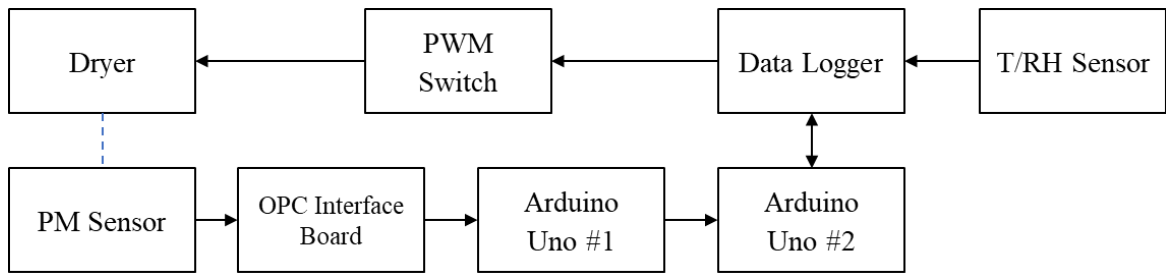 Dryer
PWM
Switch
Data Logger
T/RH Sensor
PM Sensor
OPC Interface
Board
Arduino
Uno #1
Arduino
Uno #2